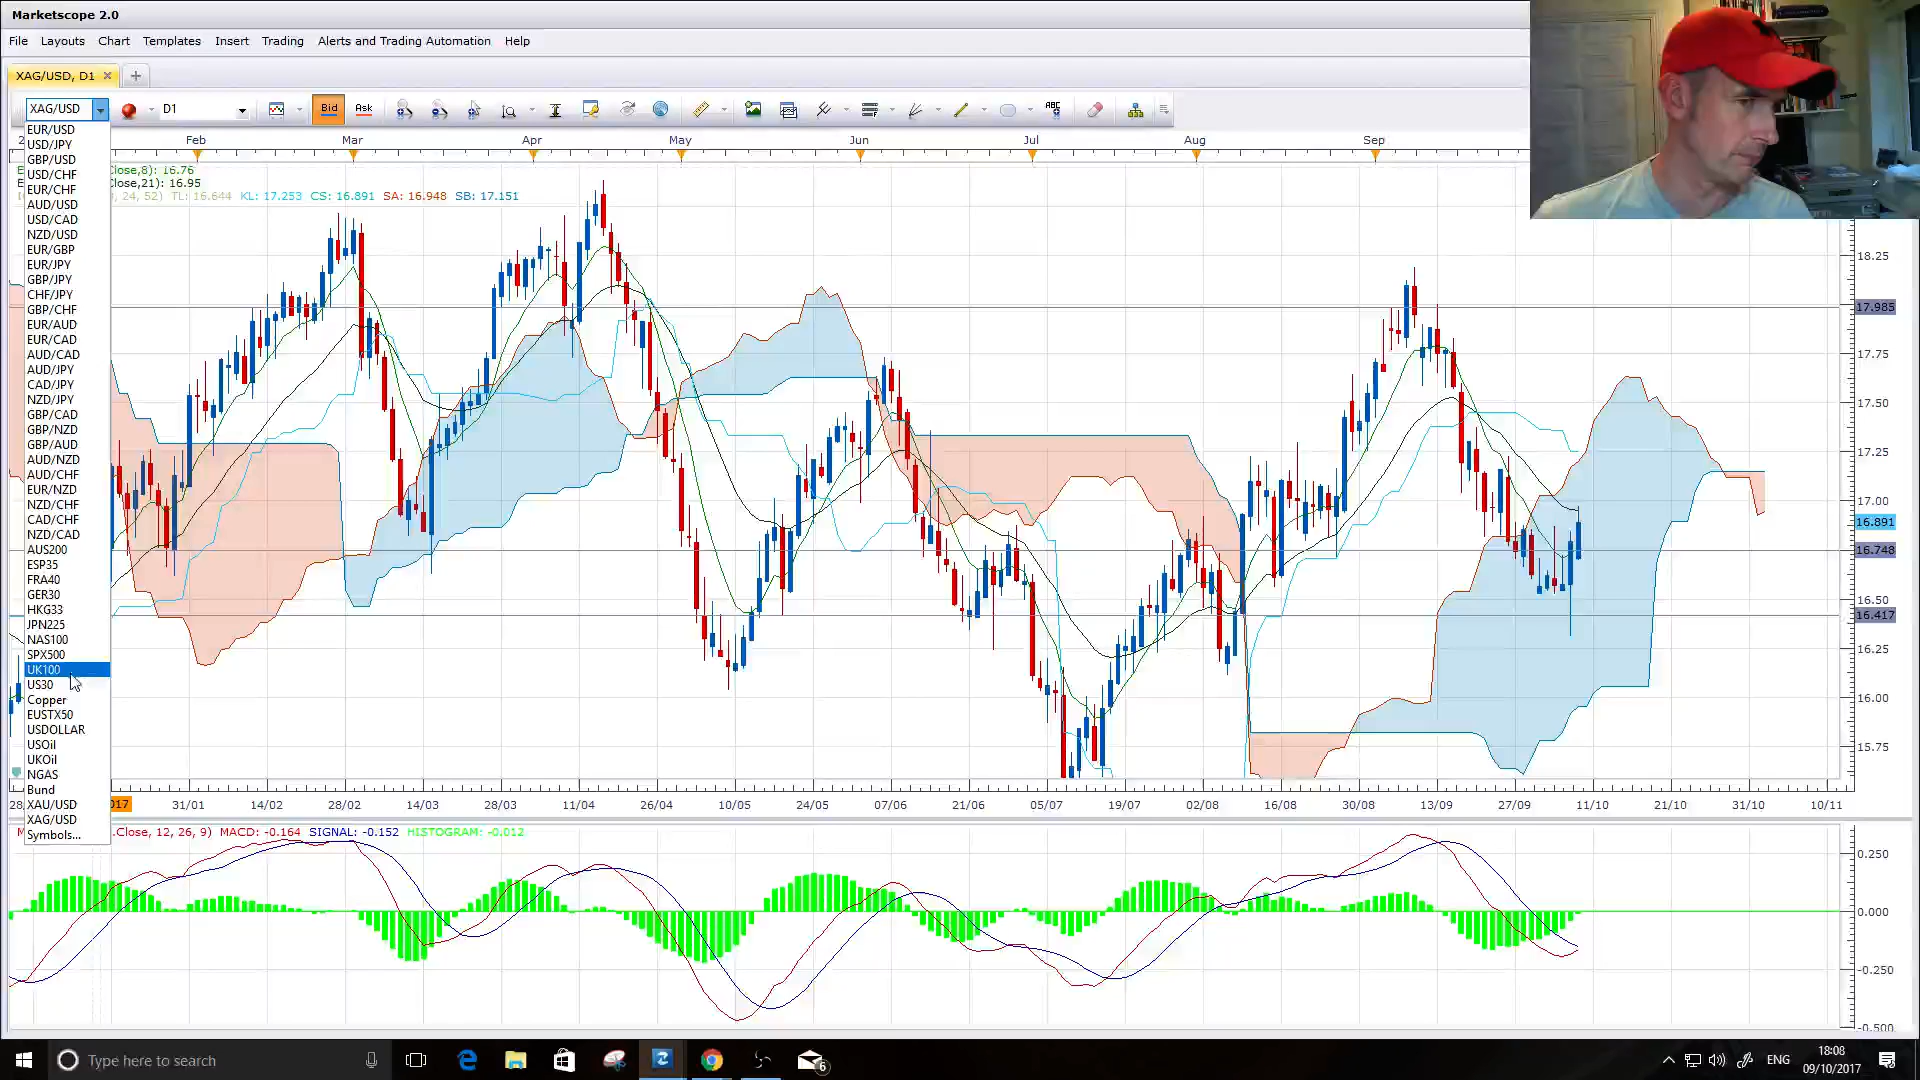 Marketscope 2.0
File Layouts Chart Templates Insert Trading Alerts and Trading Automation Help
XAG/USD, D1
XAG/USD D1 Bid Ask ABC
Feb Mar Apr May Jun Jul Aug Sep
EUR/USD
USD/JPY
GBP/USD
Close,8): 16.76
USD/CHF
Close,21): 16.95
EUR/CHF
24, 52) TL: 16.644 KL: 17.253 CS: 16.891 SA: 16.948 SB: 17.151
AUD/USD
USD/CAD
NZD/USD
EUR/GBP
EUR/JPY
GBP/JPY
CHF/JPY
GBP/CHF
EUR/AUD
EUR/CAD
AUD/CAD
AUD/JPY
CAD/JPY
NZD/JPY
GBP/CAD
GBP/NZD
GBP/AUD
AUD/NZD
AUD/CHF
EUR/NZD
NZD/CHF
CAD/CHF
NZD/CAD
AUS200
ESP35
FRA40
GER30
HKG33
JPN225
NAS100
SPX500
UK100
US30
Copper
EUSTX50
USDOLLAR
USOil
UKOil
NGAS
Bund
XAU/USD
XAG/USD
Symbols...
18.25
17.985
17.75
17.50
17.25
17.00
16.891
16.748
16.50
16.417
16.25
16.00
15.75
28 017 31/01 14/02 28/02 14/03 28/03 11/04 26/04 10/05 24/05 07/06 21/06 05/07 19/07 02/08 16/08 30/08 13/09 27/09 11/10 21/10 31/10 10/11
.Close, 12, 26, 9) MACD: -0.164 SIGNAL: -0.152 HISTOGRAM: -0.012
0.250
0.000
-0.250
-0.500
Type here to search
6
ENG
18:08
09/10/2017